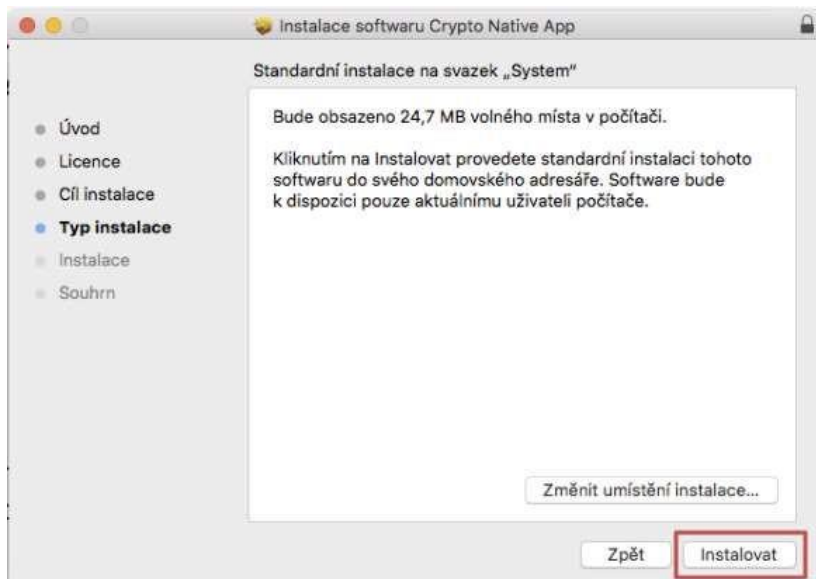 Instalace softwaru Crypto Native App
Standardní instalace na svazek „System“
Úvod
Licence
Cíl instalace
Typ instalace
Instalace
Souhrn
Bude obsazeno 24,7 MB volného místa v počítači.
Kliknutím na Instalovat provedete standardní instalaci tohoto
softwaru do svého domovského adresáře. Software bude
k dispozici pouze aktuálnímu uživateli počítače.
Změnit umístění instalace...
Zpět
Instalovat